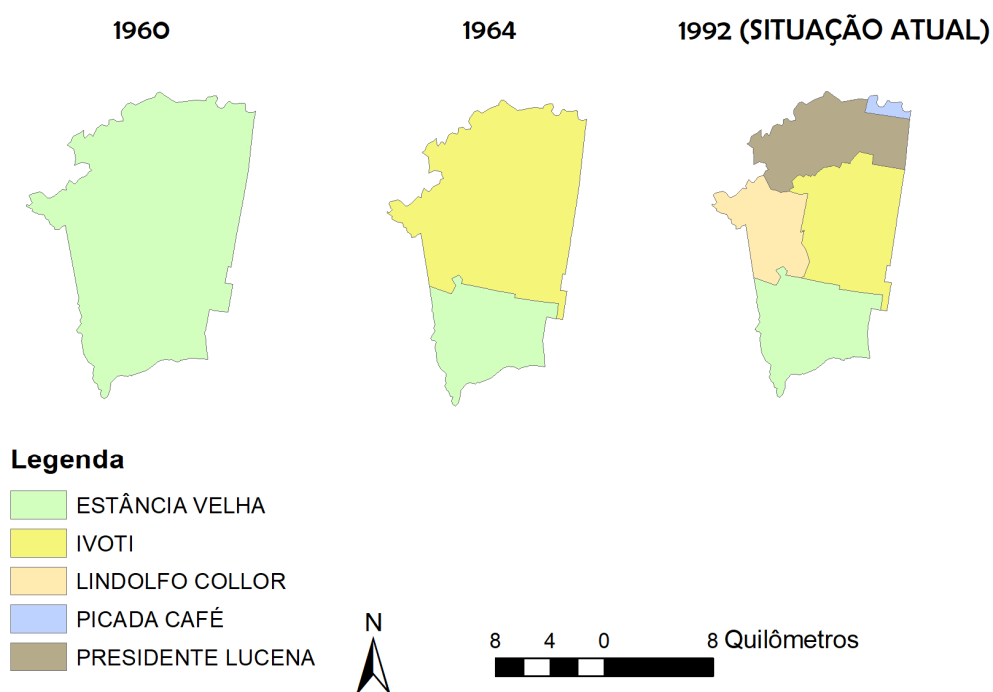 1960
1964
1992 (SITUAÇÃO ATUAL)
Legenda
ESTÂNCIA VELHA
IVOTI
LINDOLFO COLLOR
PICADA CAFÉ
PRESIDENTE LUCENA
N
8 4 0 8 Quilômetros